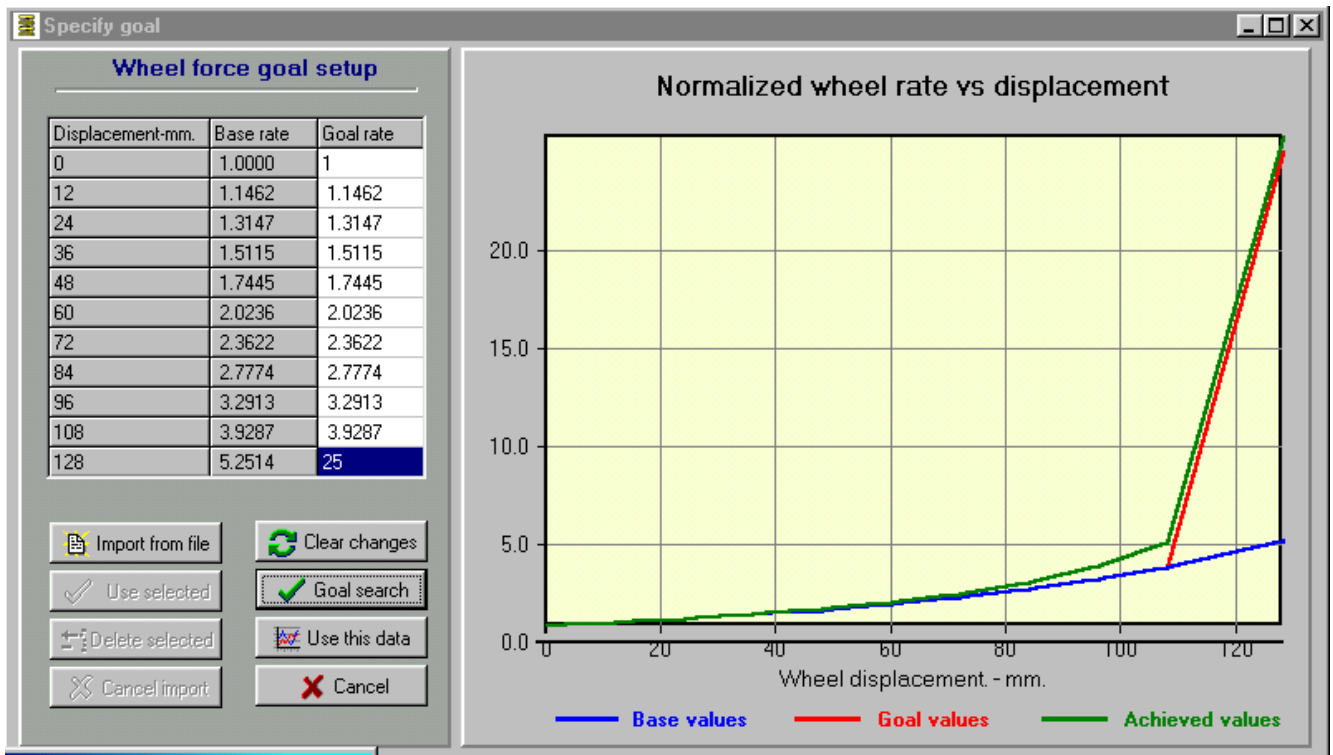 Specify goal
Wheel force goal setup
Displacement-mm. Base rate Goal rate
0 1.0000 1
12 1.1462 1.1462
24 1.3147 1.3147
36 1.5115 1.5115
48 1.7445 1.7445
60 2.0236 2.0236
72 2.3622 2.3622
84 2.7774 2.7774
96 3.2913 3.2913
108 3.9287 3.9287
128 5.2514 25
Import from file
Clear changes
Use selected
Goal search
Delete selected
Use this data
Cancel import
Cancel
Normalized wheel rate vs displacement
20.0
15.0
10.0
5.0
0.0
0 20 40 60 80 100 120
Wheel displacement. - mm.
Base values Goal values Achieved values